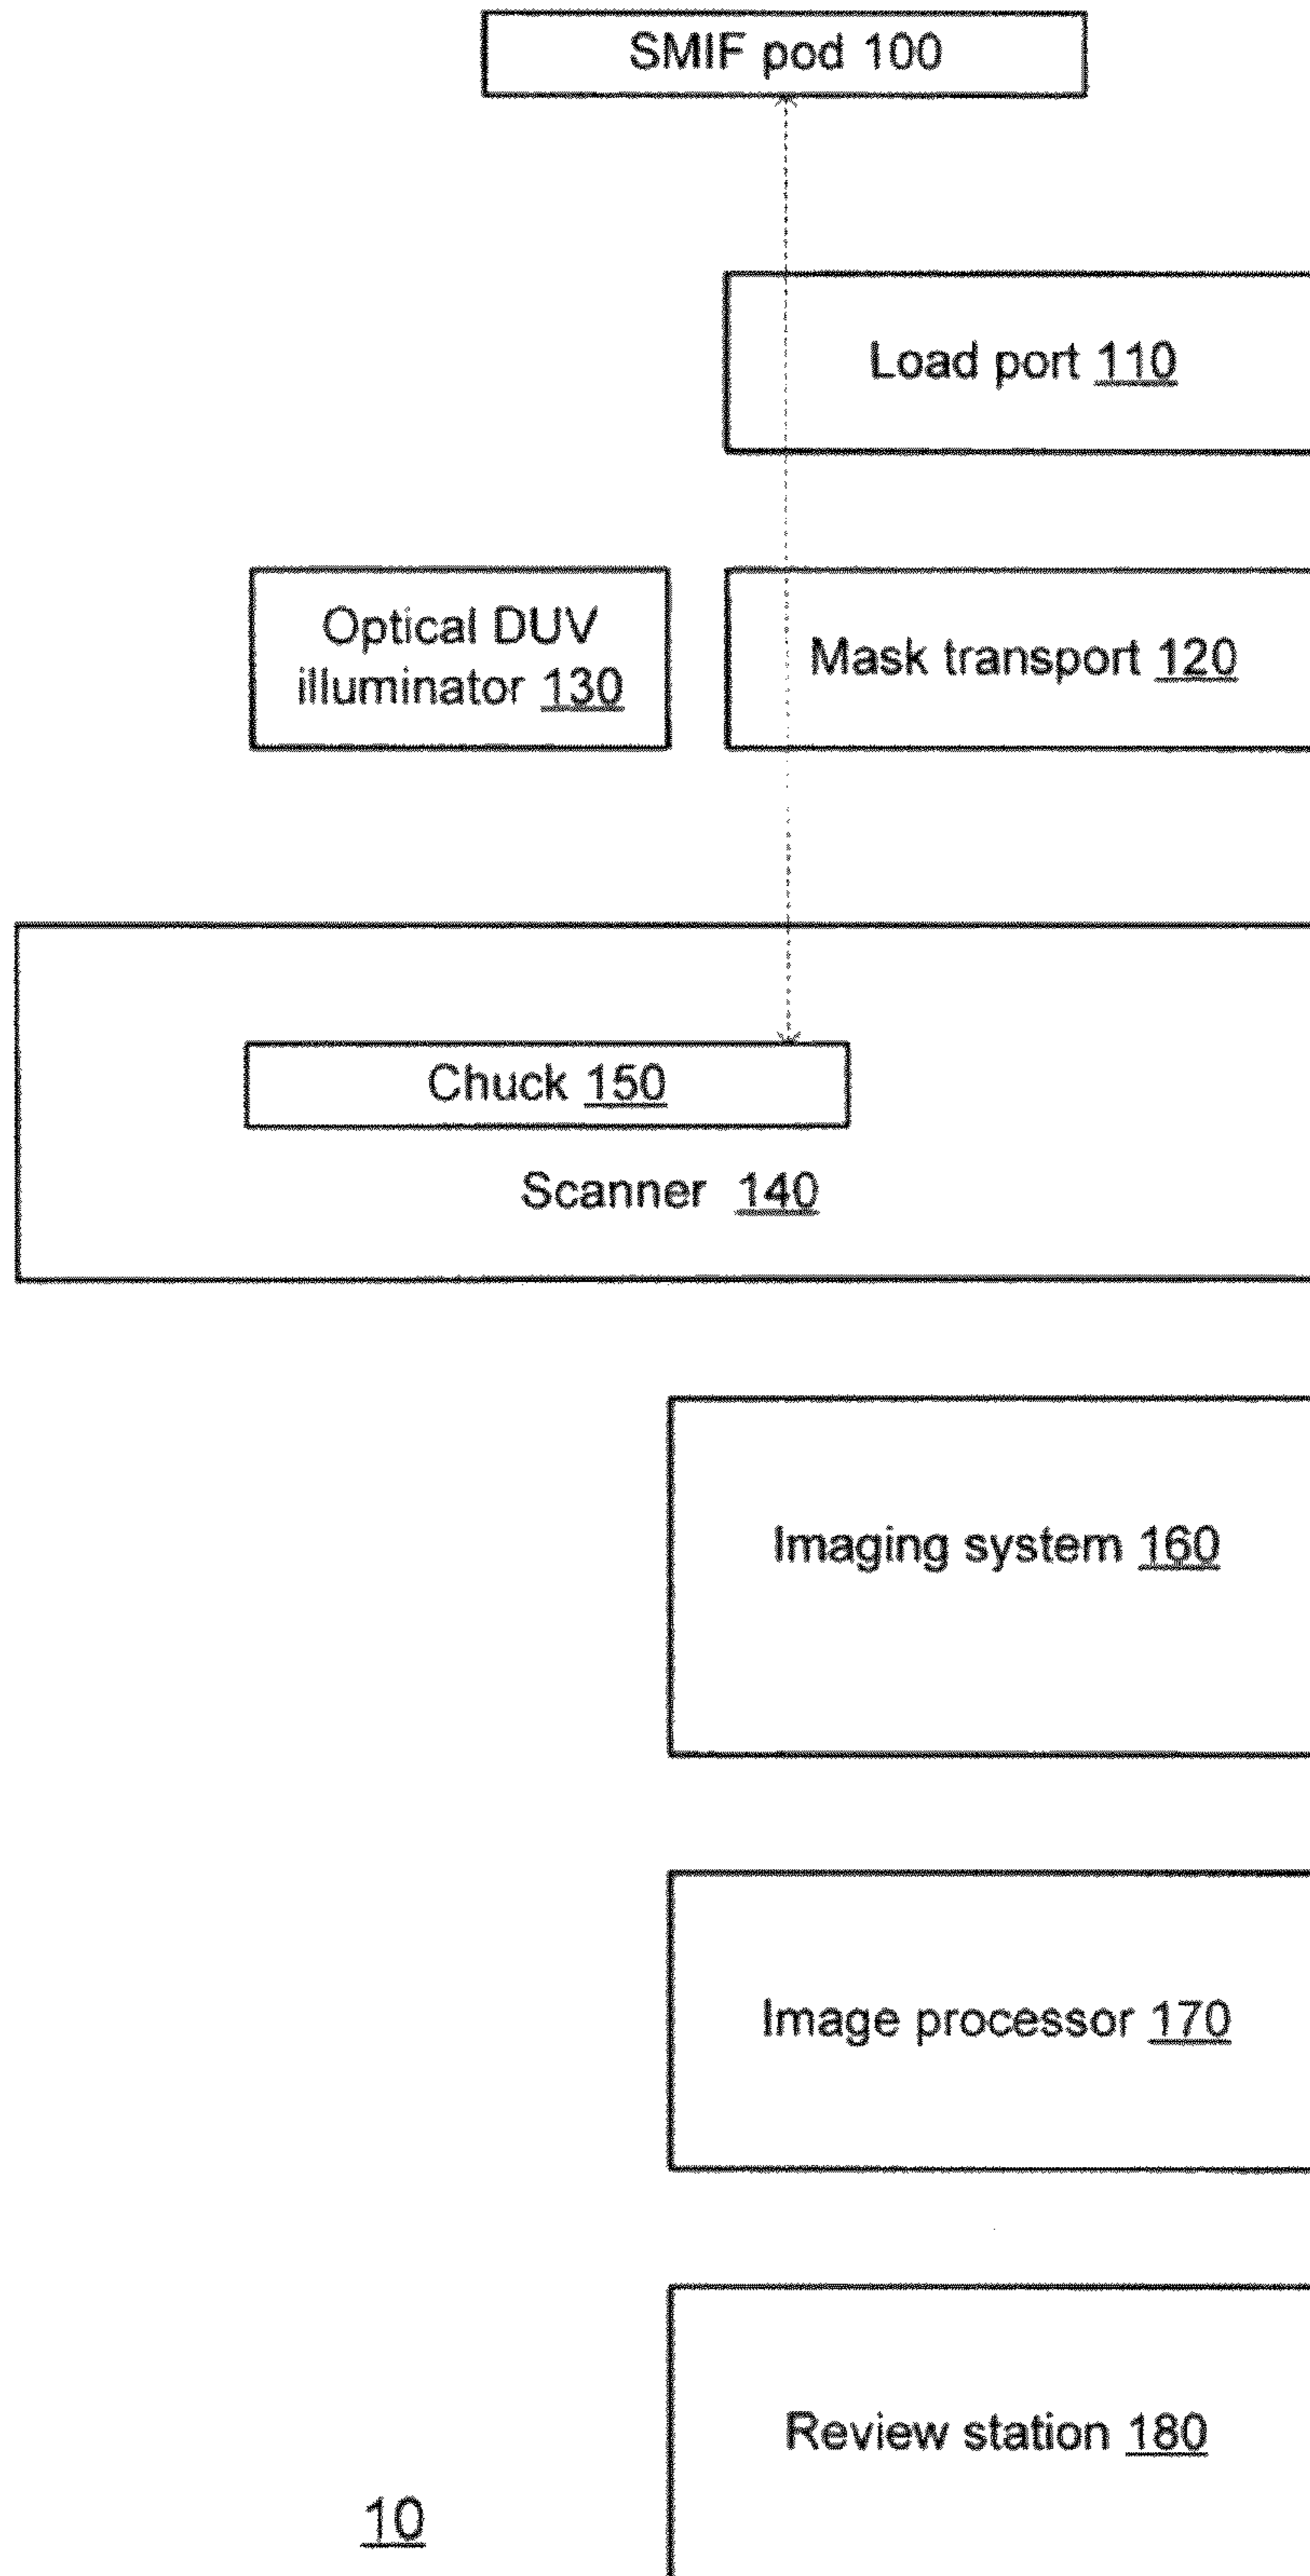 SMIF pod 100
Load port 110
Optical DUV
illuminator 130
Mask transport 120
Chuck 150
Scanner 140
Imaging system 160
Image processor 170
Review station 180
10